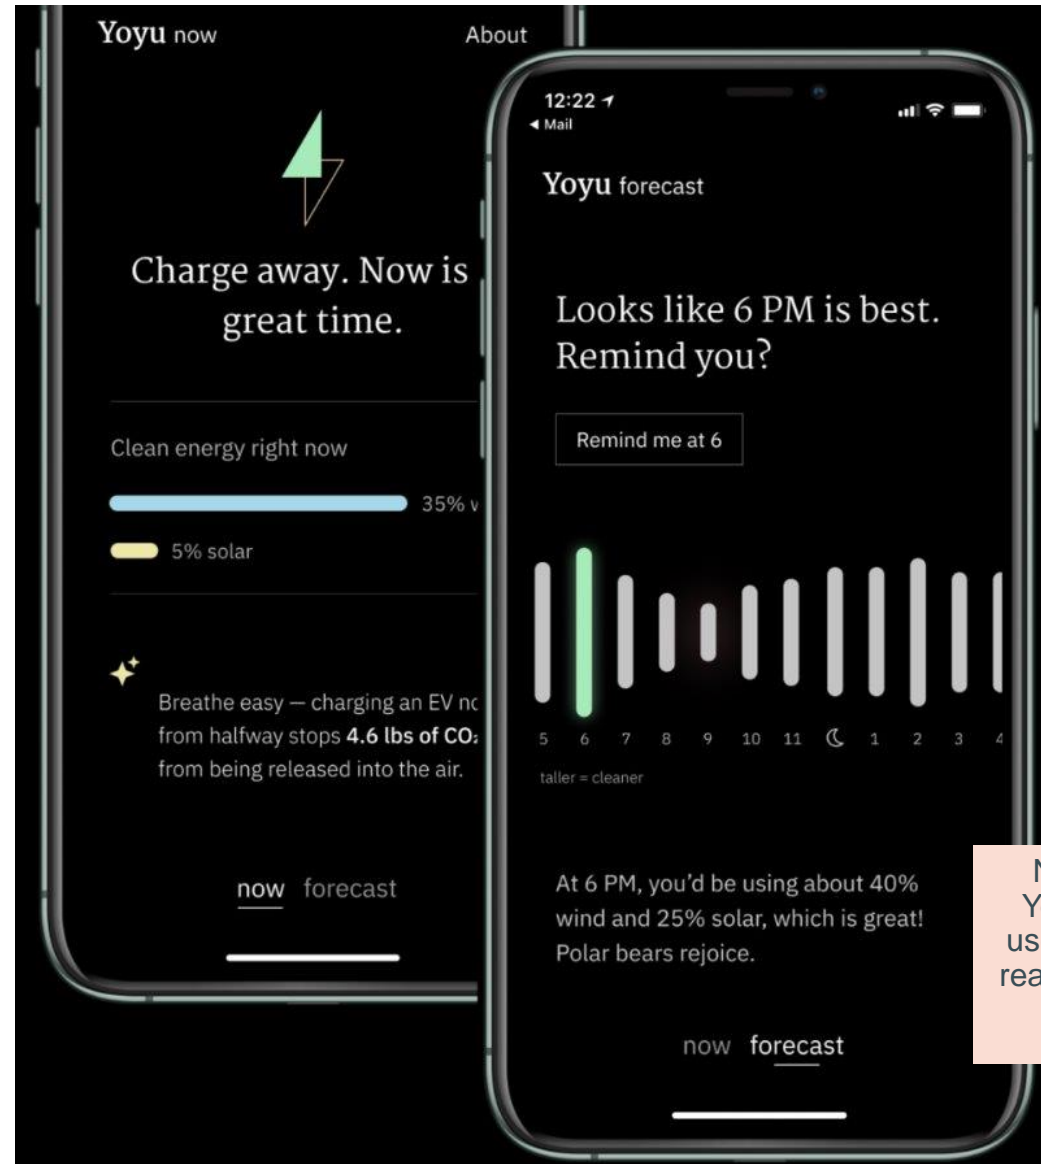 Yoyu now
About
Charge away. Now is
great time.
Clean energy right now
35%
5% solar
Breathe easy — charging an EV
from halfway stops 4.6 lbs of CO₂
from being released into the air.
now forecast
12:22
Mail
Yoyu forecast
Looks like 6 PM is best.
Remind you?
Remind me at 6
5 6 7 8 9 10 11 1 2 3 4
taller = cleaner
At 6 PM, you’d be using about 40%
wind and 25% solar, which is great!
Polar bears rejoice.
now forecast